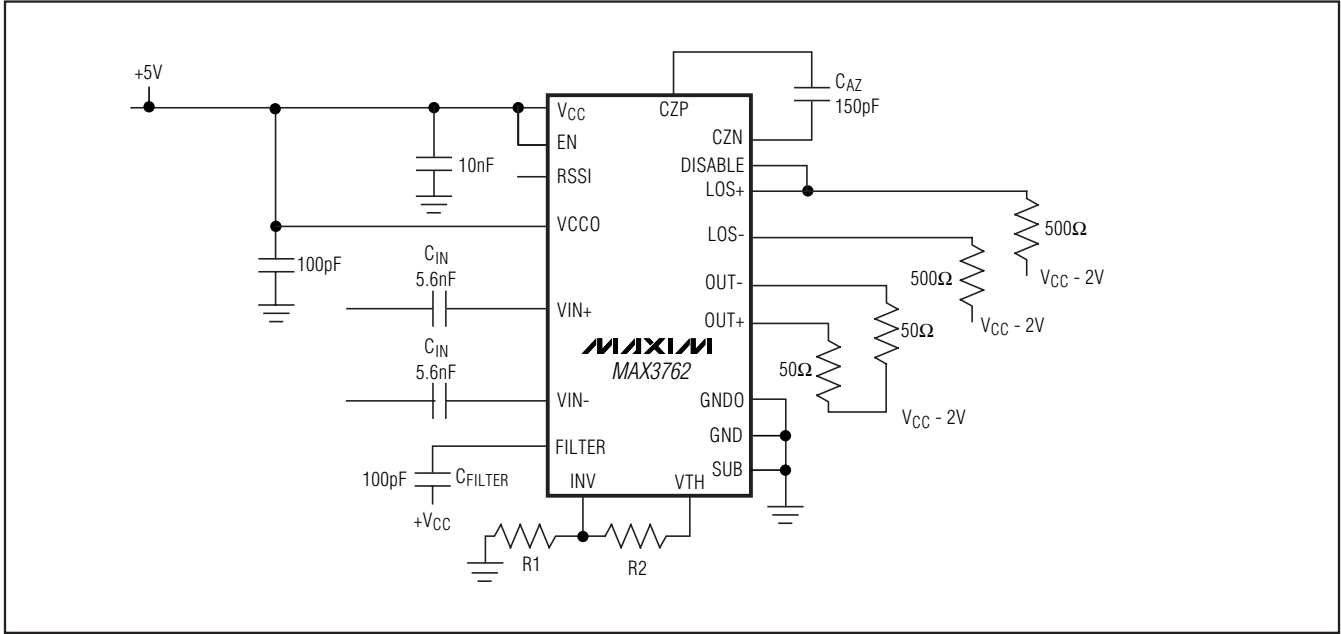 +5V
VCC
EN
10nF
RSSI
VCCO
100pF
CIN
5.6nF
VIN+
CIN
5.6nF
VIN-
FILTER
100pF
CFILTER
+VCC
INV
VTH
R1
R2
MAXIM
MAX3762
CZP
CAZ
150pF
CZN
DISABLE
LOS+
500Ω
VCC - 2V
LOS-
500Ω
VCC - 2V
OUT-
50Ω
OUT+
50Ω
VCC - 2V
GNDO
GND
SUB